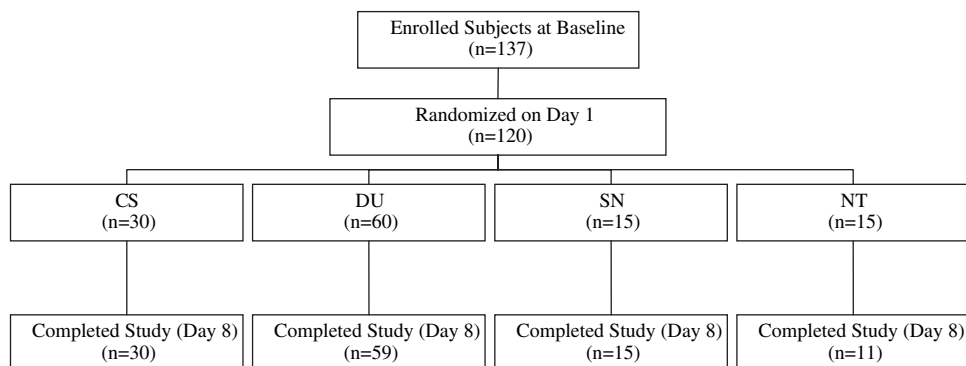 Enrolled Subjects at Baseline
(n=137)
Randomized on Day 1
(n=120)
CS
(n=30)
DU
(n=60)
SN
(n=15)
NT
(n=15)
Completed Study (Day 8)
(n=30)
Completed Study (Day 8)
(n=59)
Completed Study (Day 8)
(n=15)
Completed Study (Day 8)
(n=11)